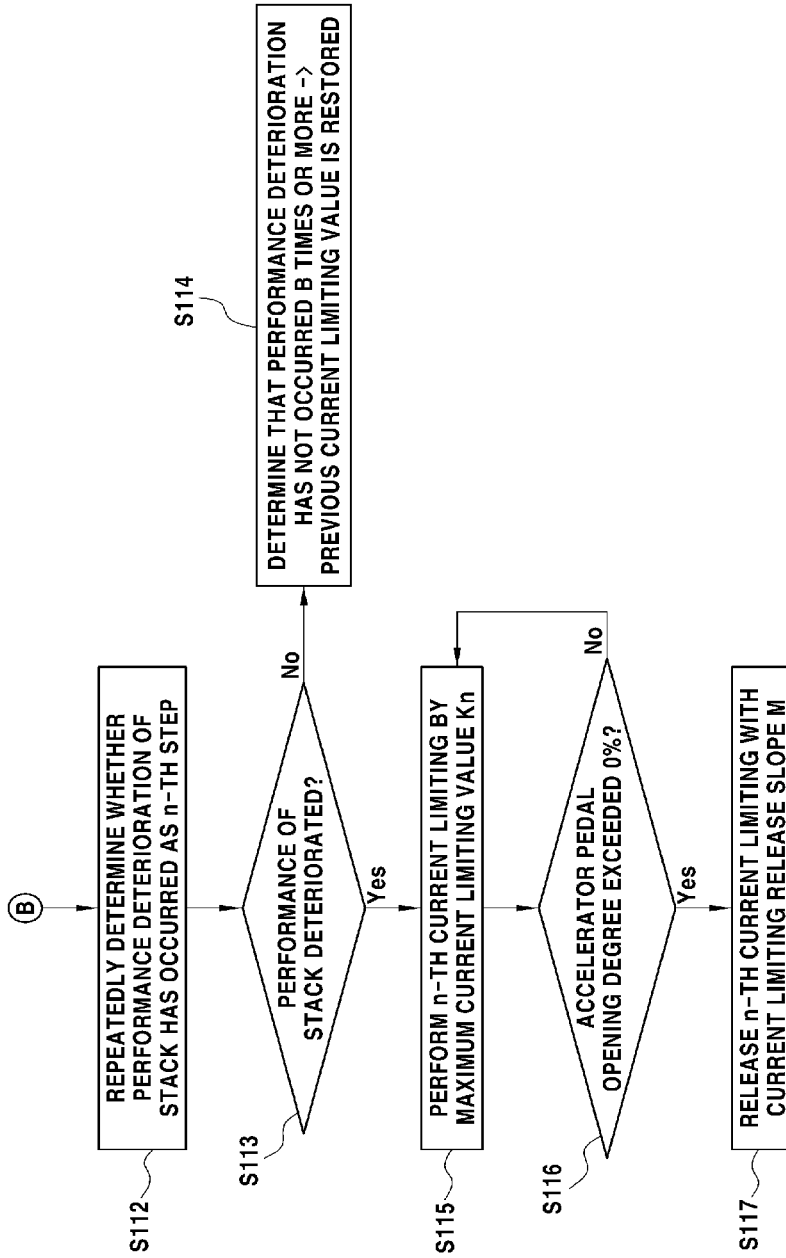 B
REPEATEDLY DETERMINE WHETHER
PERFORMANCE DETERIORATION OF
STACK HAS OCCURRED AS n-TH STEP
S112
PERFORMANCE OF
STACK DETERIORATED?
S113
No
Yes
DETERMINE THAT PERFORMANCE DETERIORATION
HAS NOT OCCURRED B TIMES OR MORE ->
PREVIOUS CURRENT LIMITING VALUE IS RESTORED
S114
PERFORM n-TH CURRENT LIMITING BY
MAXIMUM CURRENT LIMITING VALUE Kn
S115
ACCELERATOR PEDAL
OPENING DEGREE EXCEEDED 0%?
S116
No
Yes
RELEASE n-TH CURRENT LIMITING WITH
CURRENT LIMITING RELEASE SLOPE M
S117